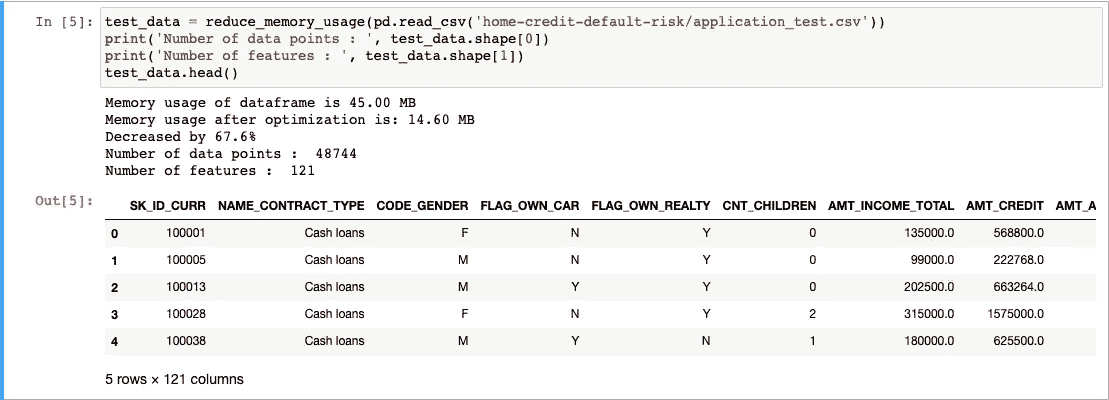 In [5]: test_data = reduce_memory_usage(pd.read_csv('home-credit-default-risk/application_test.csv'))
print('Number of data points : ', test_data.shape[0])
print('Number of features : ', test_data.shape[1])
test_data.head()
Memory usage of dataframe is 45.00 MB
Memory usage after optimization is: 14.60 MB
Decreased by 67.6%
Number of data points :  48744
Number of features :  121
Out[5]:
SK_ID_CURR NAME_CONTRACT_TYPE CODE_GENDER FLAG_OWN_CAR FLAG_OWN_REALTY CNT_CHILDREN AMT_INCOME_TOTAL AMT_CREDIT AMT_A
0 100001 Cash loans F N Y 0 135000.0 568800.0
1 100005 Cash loans M N Y 0 99000.0 222768.0
2 100013 Cash loans M Y Y 0 202500.0 663264.0
3 100028 Cash loans F N Y 2 315000.0 1575000.0
4 100038 Cash loans M Y N 1 180000.0 625500.0
5 rows × 121 columns